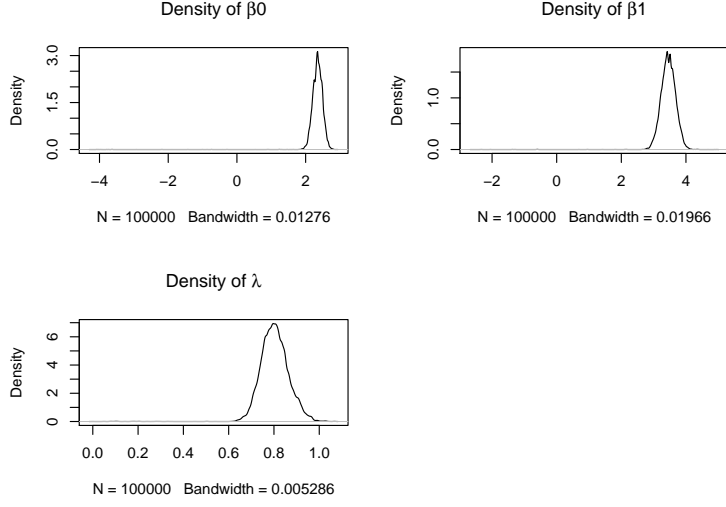 Density of β0
Density
0.0 1.5 3.0
−4 −2 0 2
N = 100000 Bandwidth = 0.01276
Density of β1
Density
0.0 1.0
−2 0 2 4
N = 100000 Bandwidth = 0.01966
Density of λ
Density
0 2 4 6
0.0 0.2 0.4 0.6 0.8 1.0
N = 100000 Bandwidth = 0.005286